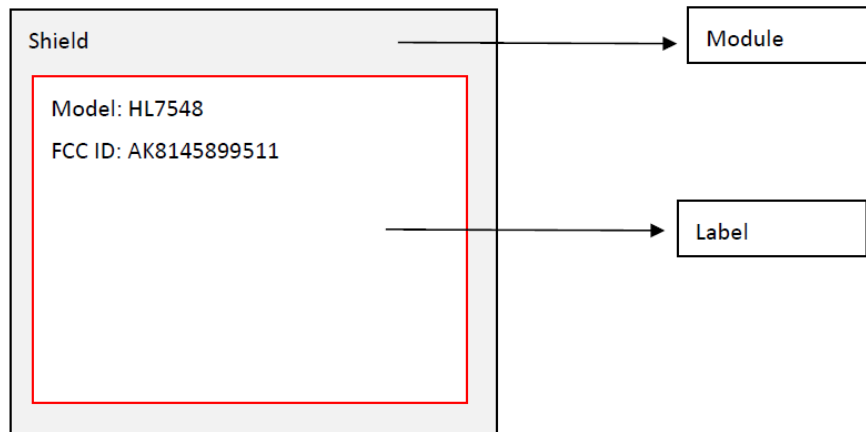 Shield
Module
Model: HL7548
FCC ID: AK8145899511
Label